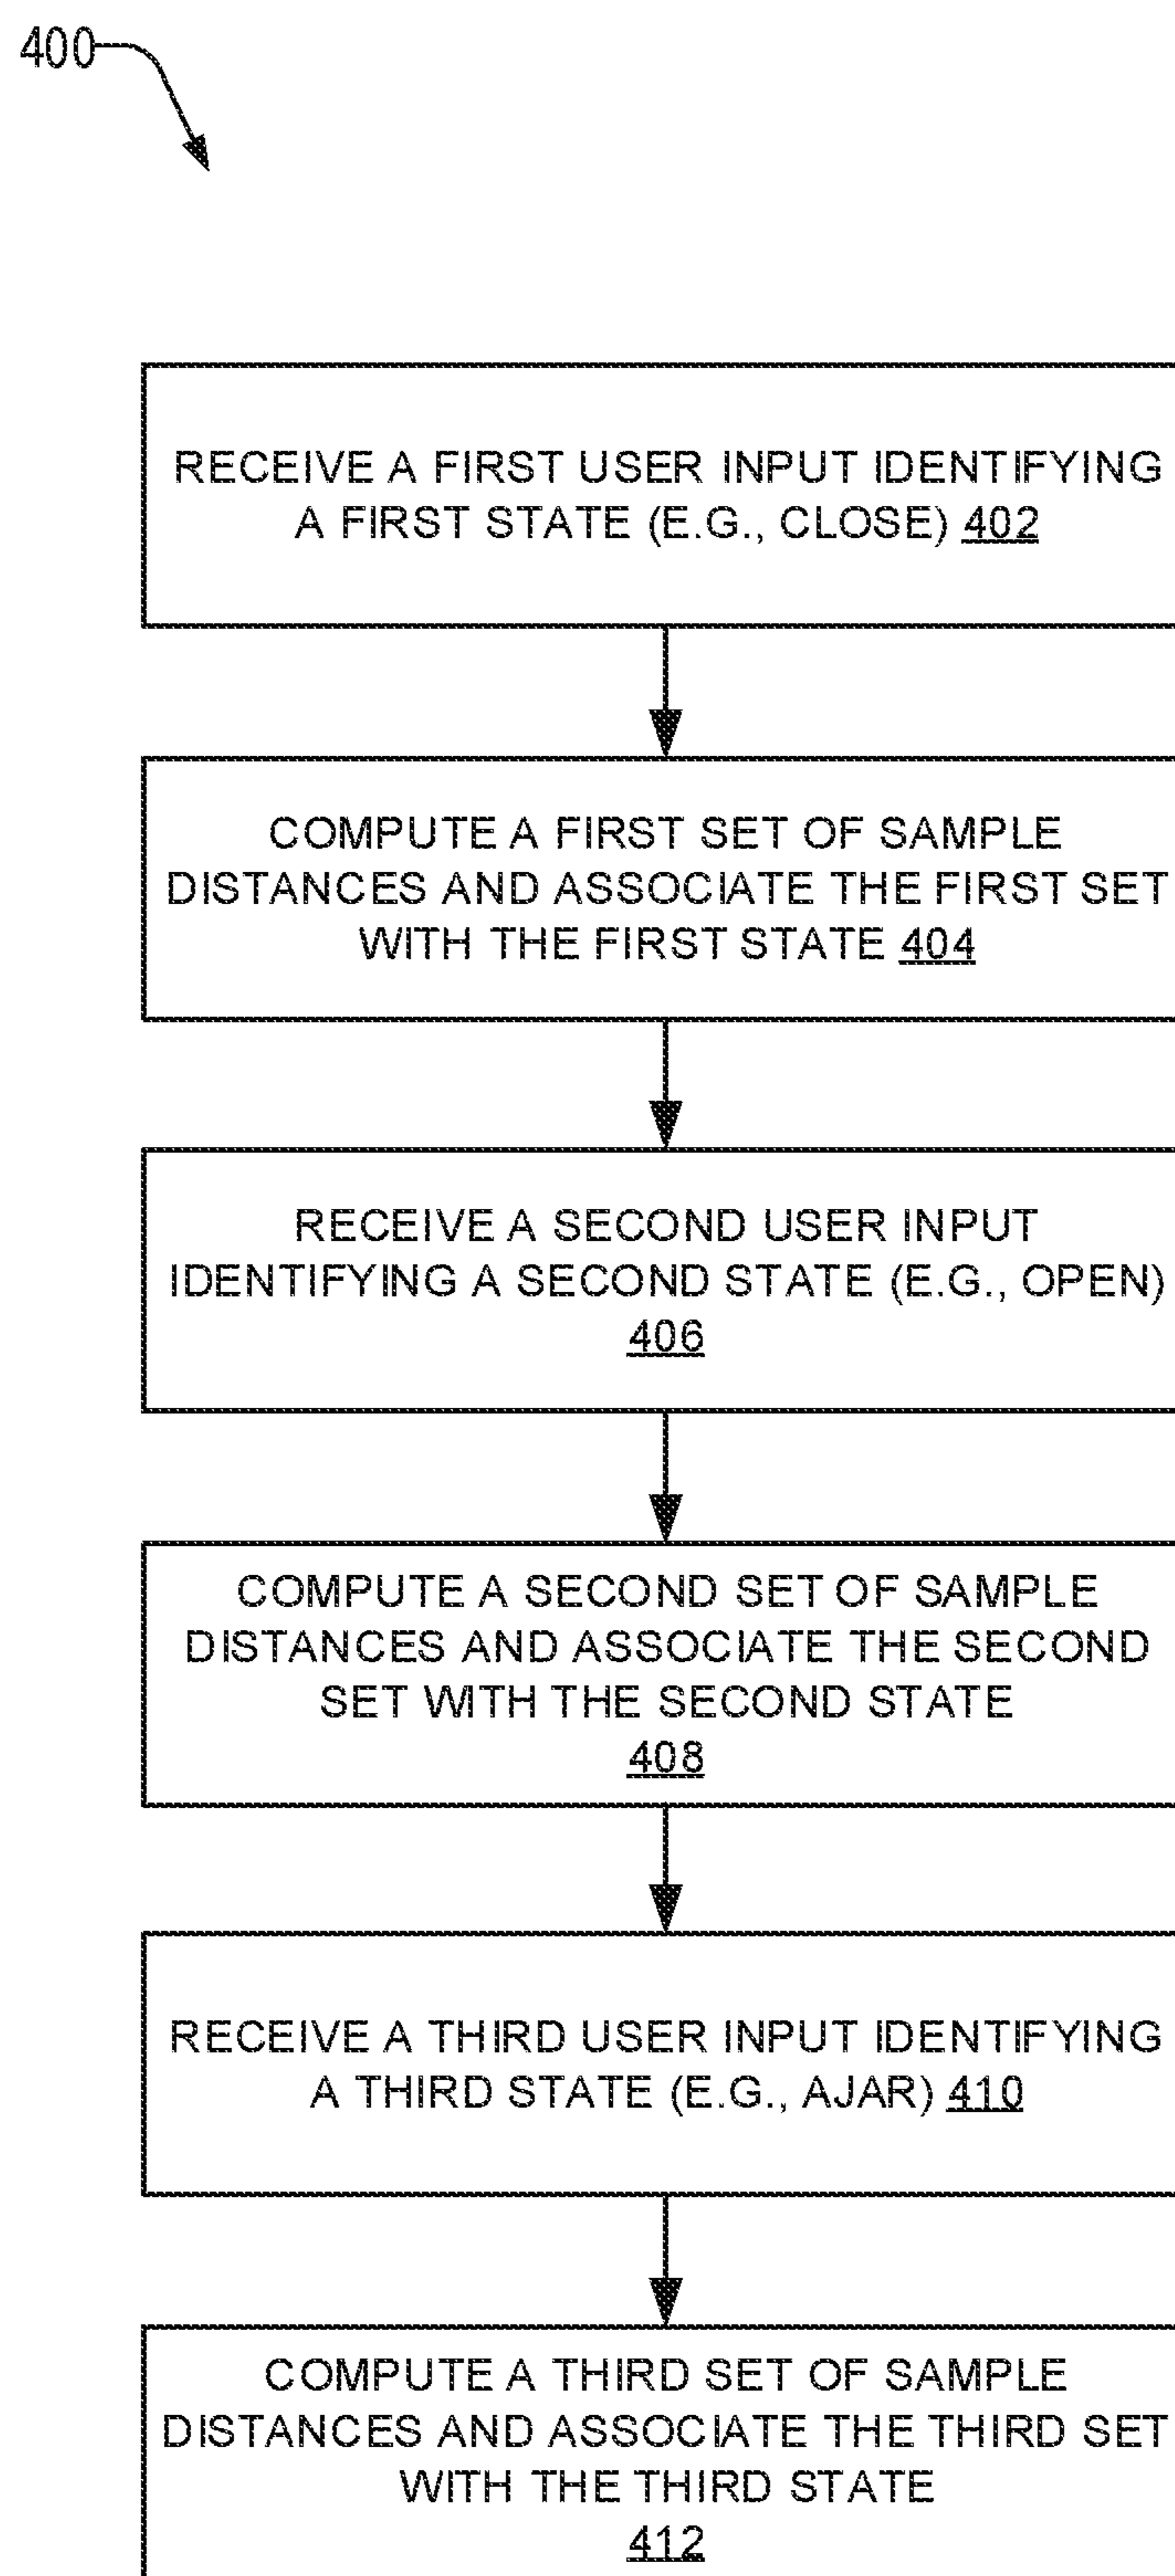 400
RECEIVE A FIRST USER INPUT IDENTIFYING
A FIRST STATE (E.G., CLOSE) 402
COMPUTE A FIRST SET OF SAMPLE
DISTANCES AND ASSOCIATE THE FIRST SET
WITH THE FIRST STATE 404
RECEIVE A SECOND USER INPUT
IDENTIFYING A SECOND STATE (E.G., OPEN)
406
COMPUTE A SECOND SET OF SAMPLE
DISTANCES AND ASSOCIATE THE SECOND
SET WITH THE SECOND STATE
408
RECEIVE A THIRD USER INPUT IDENTIFYING
A THIRD STATE (E.G., AJAR) 410
COMPUTE A THIRD SET OF SAMPLE
DISTANCES AND ASSOCIATE THE THIRD SET
WITH THE THIRD STATE
412